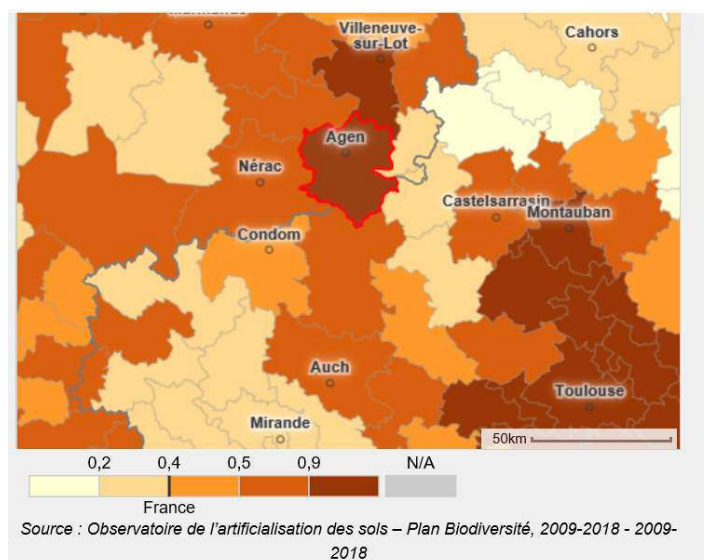 Villeneuve-
sur-Lot
Cahors
Agen
Nérac
Castelsarrasin
Montauban
Condom
Auch
Toulouse
Mirande
50km
0,2 0,4 0,5 0,9 N/A
France
Source : Observatoire de l'artificialisation des sols – Plan Biodiversité, 2009-2018 - 2009-
2018